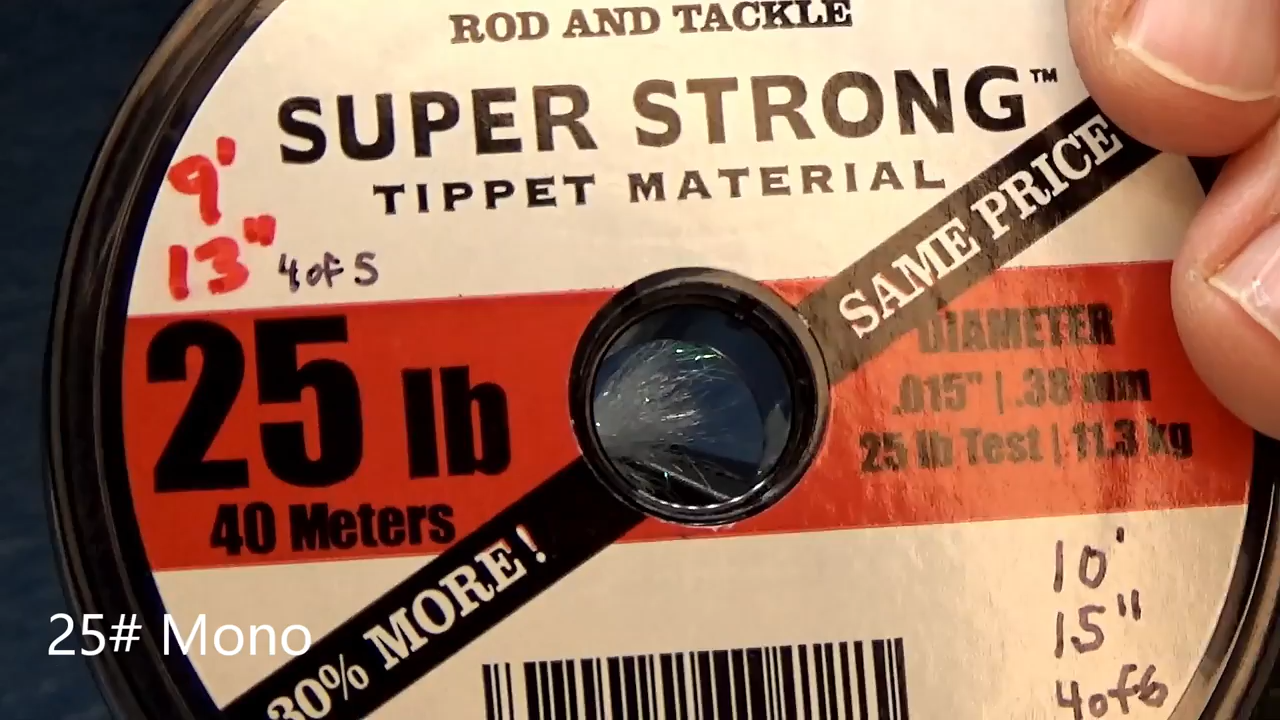 ROD AND TACKLE
SUPER STRONG™
TIPPET MATERIAL
9'
13" 4 of 5
25 lb
40 Meters
30% MORE!
SAME PRICE
DIAMETER
.015" | .38 mm
25 lb Test | 11.3 kg
10'
15"
4 of 6
25# Mono